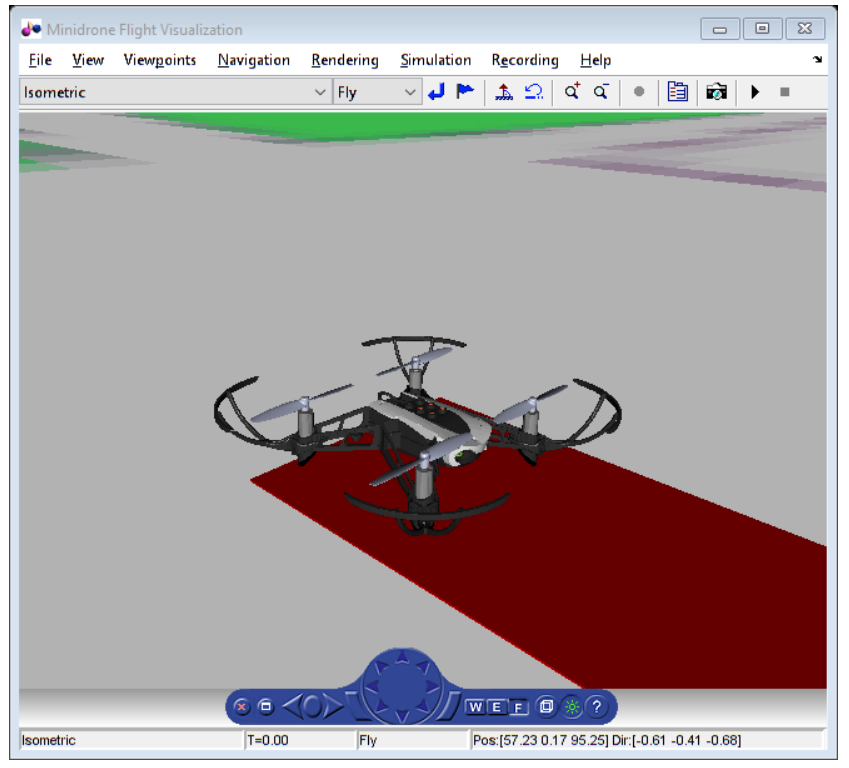 Minidrone Flight Visualization
File View Viewpoints Navigation Rendering Simulation Recording Help
Isometric Fly
W E F ?
Isometric T=0.00 Fly Pos:[57.23 0.17 95.25] Dir:[-0.61 -0.41 -0.68]